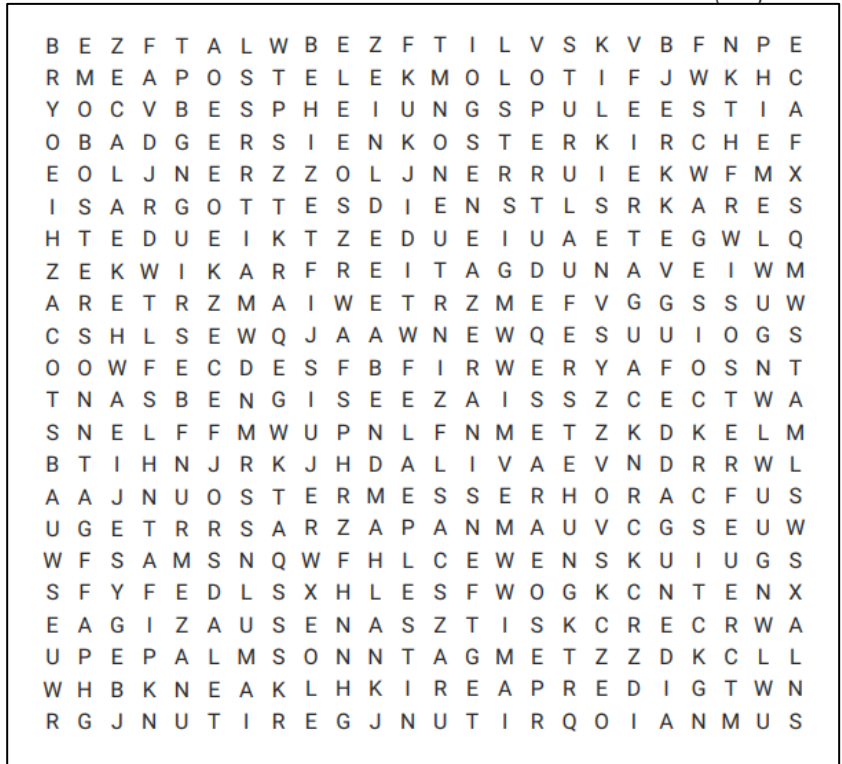 B E Z F T A L W B E Z F T I L V S K V B F N P E
R M E A P O S T E L E K M O L O T I F J W K H C
Y O C V B E S P H E I U N G S P U L E E S T I A
O B A D G E R S I E N K O S T E R K I R C H E F
E O L J N E R Z Z O L J N E R R U I E K W F M X
I S A R G O T T E S D I E N S T L S R K A R E S
H T E D U E I K T Z E D U E I U A E T E G W L Q
Z E K W I K A R F R E I T A G D U N A V E I W M
A R E T R Z M A I W E T R Z M E F V G G S S U W
C S H L S E W Q J A A W N E W Q E S U U I O G S
O O W F E C D E S F B F I R W E R Y A F O S N T
T N A S B E N G I S E E Z A I S S Z C E C T W A
S N E L F F M W U P N L F N M E T Z K D K E L M
B T I H N J R K J H D A L I V A E V N D R R W L
A A J N U O S T E R M E S S E R H O R A C F U S
U G E T R R S A R Z A P A N M A U V C G S E U W
W F S A M S N Q W F H L C E W E N S K U I U G S
S F Y F E D L S X H L E S F W O G K C N T E N X
E A G I Z A U S E N A S Z T I S K C R E C R W A
U P E P A L M S O N N T A G M E T Z Z D K C L L
W H B K N E A K L H K I R E A P R E D I G T W N
R G J N U T I R E G J N U T I R Q O I A N M U S